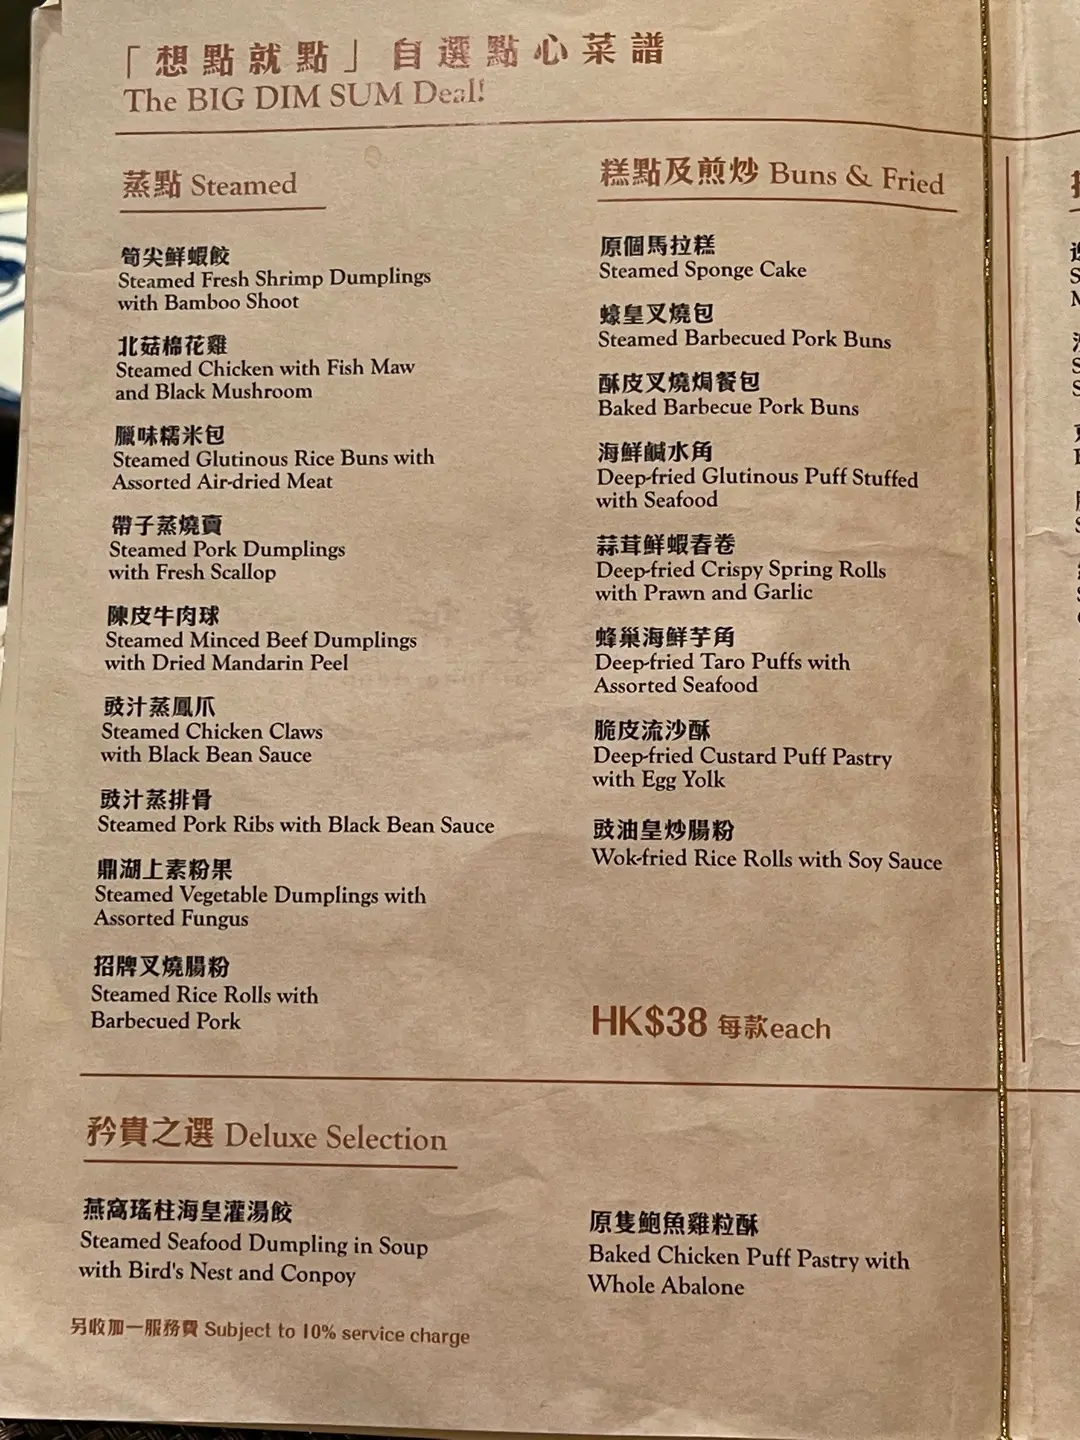 「想點就點」自選點心菜譜
The BIG DIM SUM Deal!
蒸點 Steamed
筍尖鮮蝦餃
Steamed Fresh Shrimp Dumplings
with Bamboo Shoot
北菇棉花雞
Steamed Chicken with Fish Maw
and Black Mushroom
臘味糯米包
Steamed Glutinous Rice Buns with
Assorted Air-dried Meat
帶子蒸燒賣
Steamed Pork Dumplings
with Fresh Scallop
陳皮牛肉球
Steamed Minced Beef Dumplings
with Dried Mandarin Peel
豉汁蒸鳳爪
Steamed Chicken Claws
with Black Bean Sauce
豉汁蒸排骨
Steamed Pork Ribs with Black Bean Sauce
鼎湖上素粉果
Steamed Vegetable Dumplings with
Assorted Fungus
招牌叉燒腸粉
Steamed Rice Rolls with
Barbecued Pork
糕點及煎炒 Buns & Fried
原個馬拉糕
Steamed Sponge Cake
蠔皇叉燒包
Steamed Barbecued Pork Buns
酥皮叉燒焗餐包
Baked Barbecue Pork Buns
海鮮鹹水角
Deep-fried Glutinous Puff Stuffed
with Seafood
蒜茸鮮蝦春卷
Deep-fried Crispy Spring Rolls
with Prawn and Garlic
蜂巢海鮮芋角
Deep-fried Taro Puffs with
Assorted Seafood
脆皮流沙酥
Deep-fried Custard Puff Pastry
with Egg Yolk
豉油皇炒腸粉
Wok-fried Rice Rolls with Soy Sauce
HK$38 每款each
矜貴之選 Deluxe Selection
燕窩瑤柱海皇灌湯餃
Steamed Seafood Dumpling in Soup
with Bird's Nest and Conpoy
原隻鮑魚雞粒酥
Baked Chicken Puff Pastry with
Whole Abalone
另收加一服務費 Subject to 10% service charge